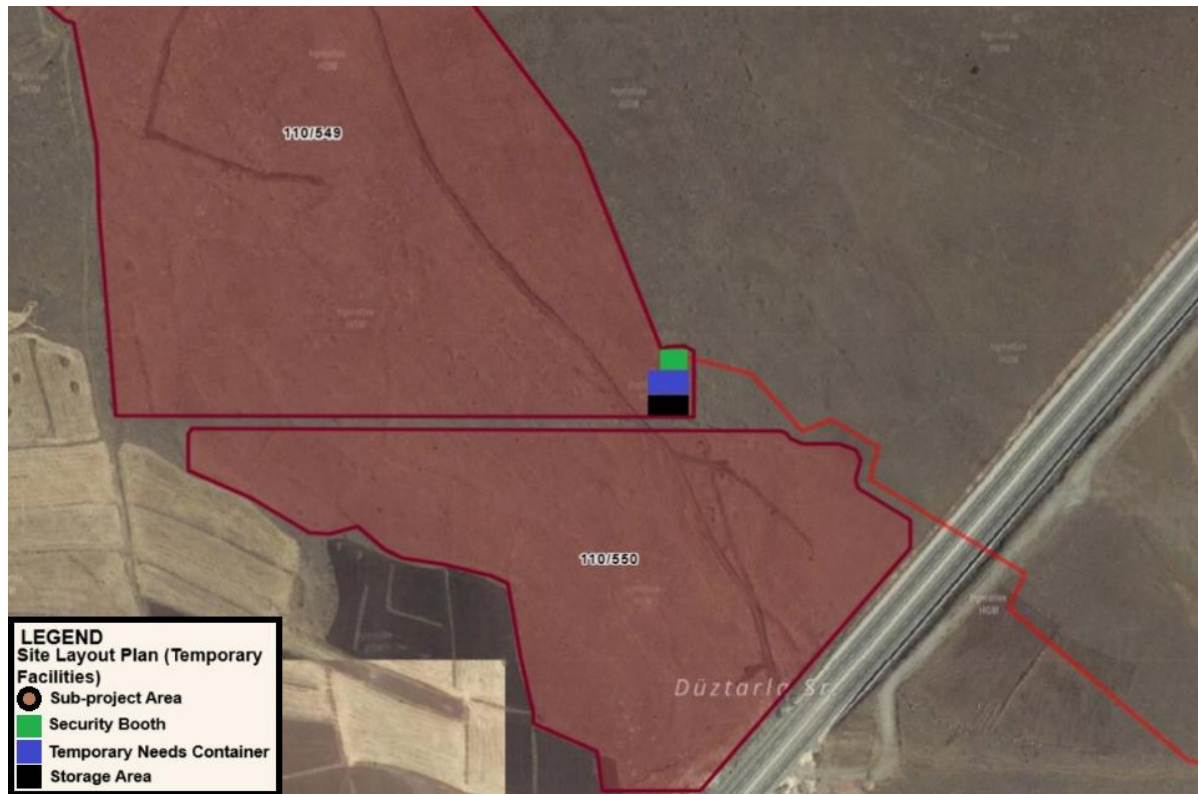 110/549
110/550
Düztarla Sr.
LEGEND
Site Layout Plan (Temporary
Facilities)
Sub-project Area
Security Booth
Temporary Needs Container
Storage Area